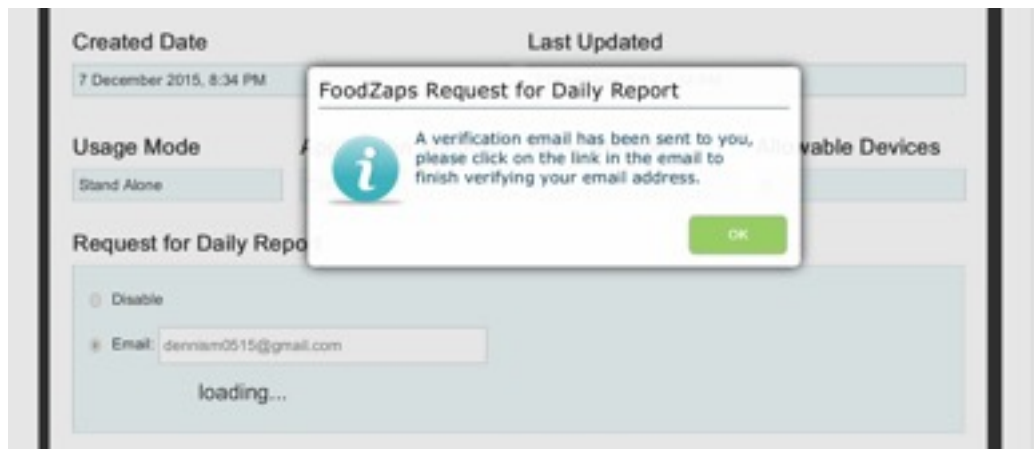 Created Date
Last Updated
7 December 2015, 8:34 PM
FoodZaps Request for Daily Report
A verification email has been sent to you,
please click on the link in the email to
finish verifying your email address.
OK
Usage Mode
vable Devices
Stand Alone
Request for Daily Repo
Disable
Email: dennism0515@gmail.com
loading...